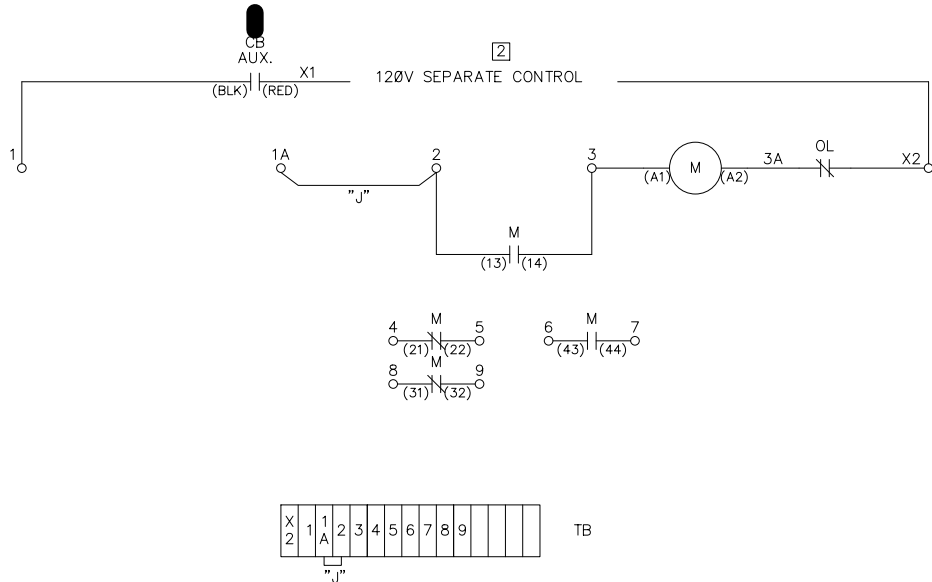 CB
AUX.
2
X1
120V SEPARATE CONTROL
(BLK) (RED)
1
1A
2
3
3A
OL
X2
(A1)
M
(A2)
"J"
M
(13) (14)
M
4
5
(21) (22)
M
6
7
(43) (44)
M
8
9
(31) (32)
X2 1 1A 2 3 4 5 6 7 8 9
TB
"J"